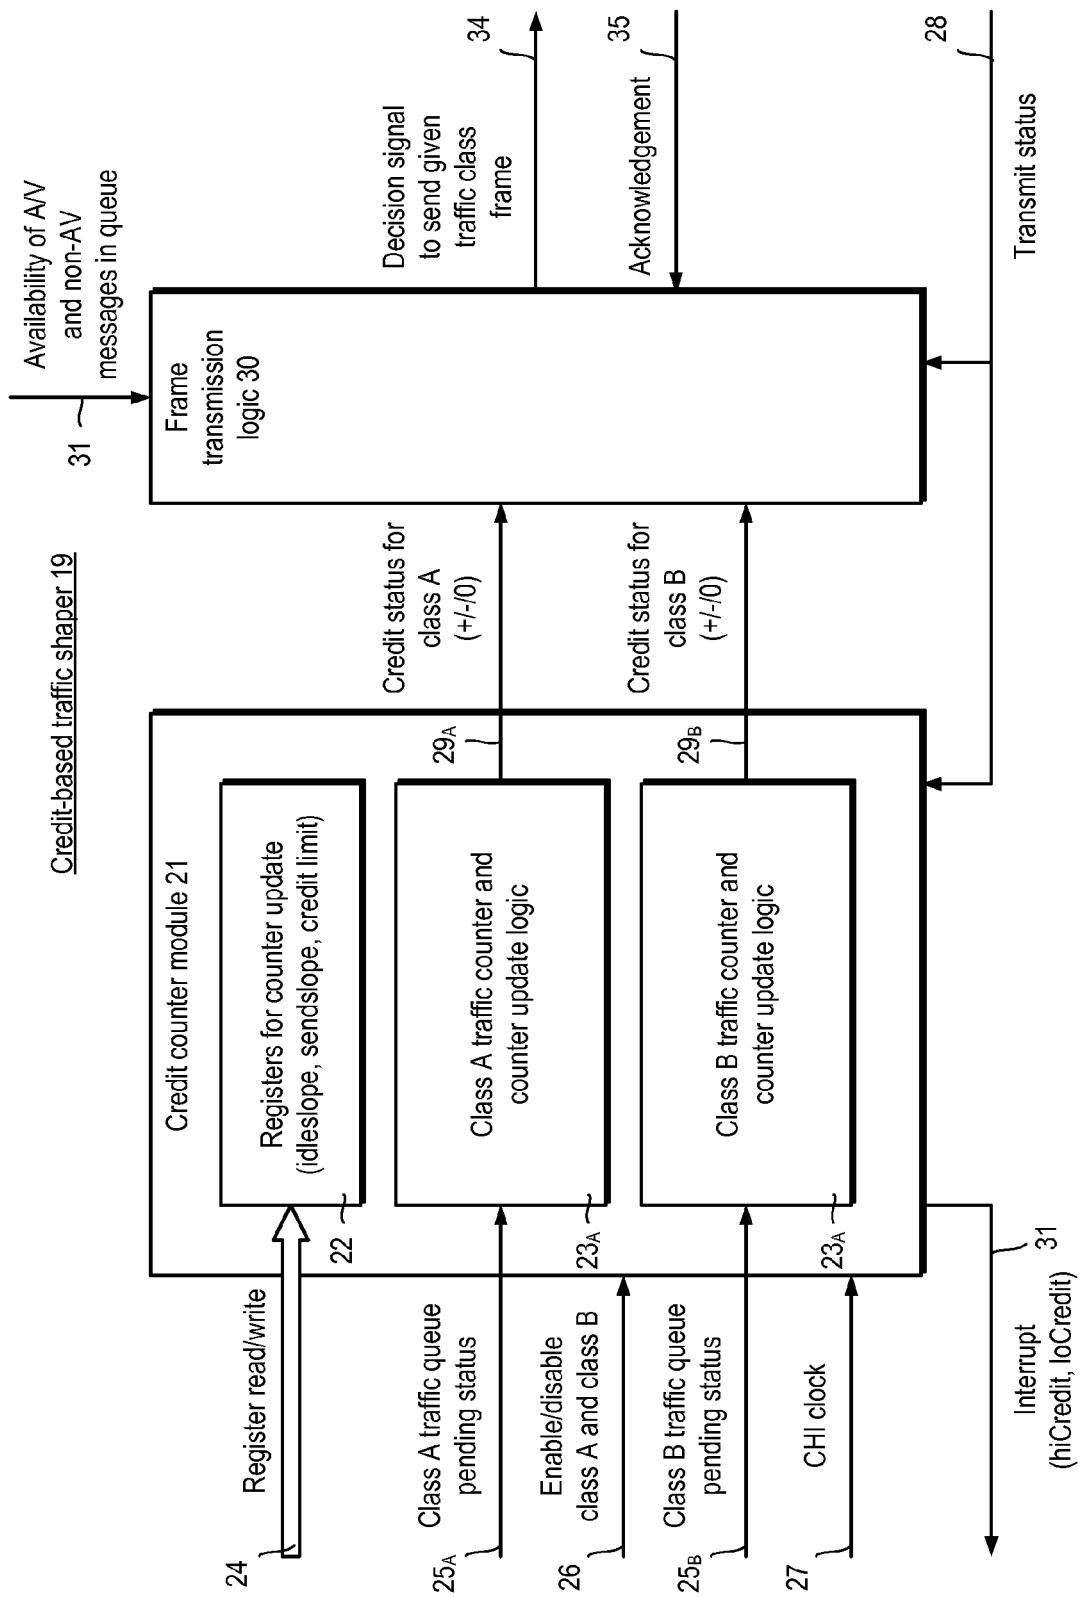 Credit-based traffic shaper 19
Credit counter module 21
Register read/write
24
Registers for counter update
(idleslope, sendslope, credit limit)
22
Class A traffic queue
pending status
25A
Class A traffic counter and
counter update logic
23A
29A
Credit status for
class A
(+/-/0)
Enable/disable
class A and class B
26
Class B traffic queue
pending status
25B
Class B traffic counter and
counter update logic
23A
29B
Credit status for
class B
(+/-/0)
CHI clock
27
Interrupt
(hiCredit, loCredit)
31
Frame
transmission
logic 30
Availability of A/V
and non-AV
messages in queue
31
Decision signal
to send given
traffic class
frame
34
Acknowledgement
35
Transmit status
28